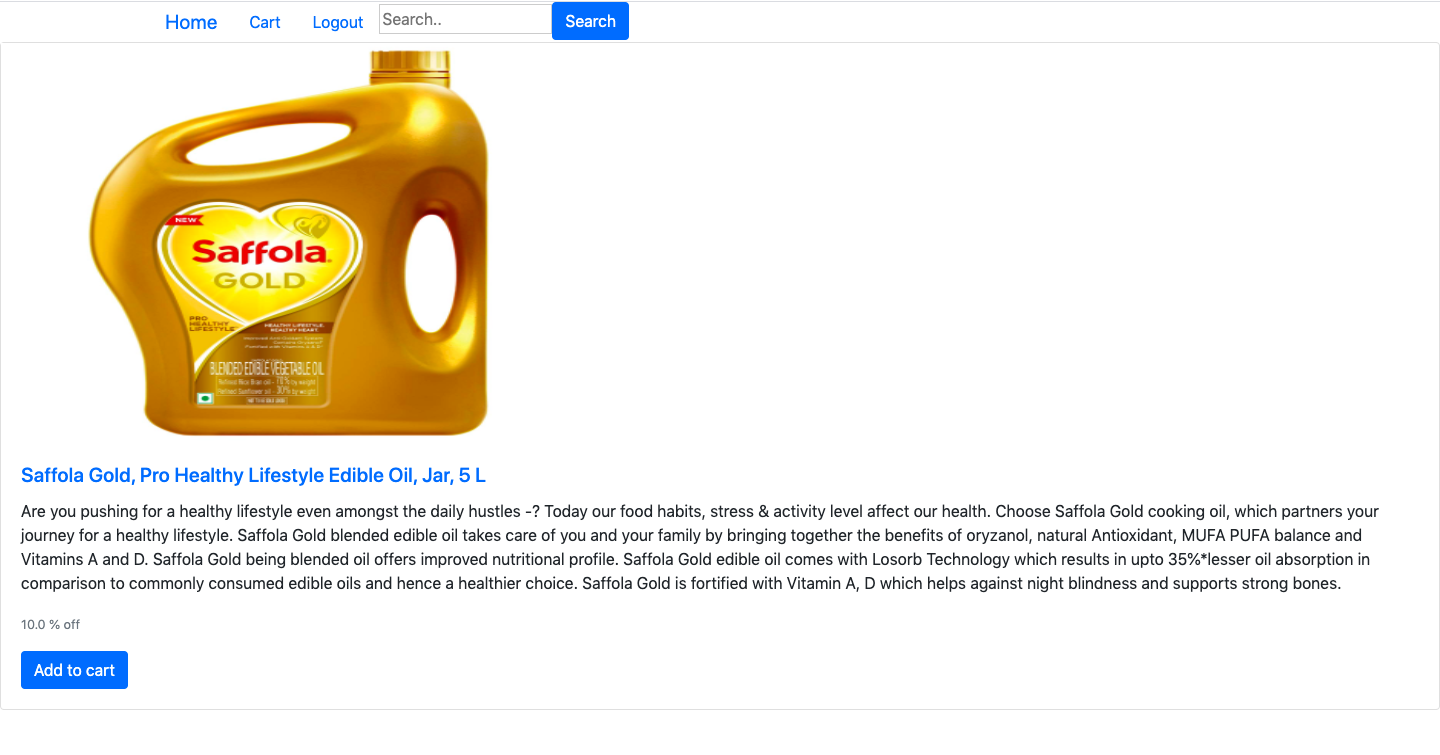 Home Cart Logout Search.. Search
NEW
Saffola
GOLD
PRO
HEALTHY
LIFESTYLE
HEALTHY LIFESTYLE.
HEALTHY HEART.
BLENDED EDIBLE VEGETABLE OIL
Saffola Gold, Pro Healthy Lifestyle Edible Oil, Jar, 5 L
Are you pushing for a healthy lifestyle even amongst the daily hustles -? Today our food habits, stress & activity level affect our health. Choose Saffola Gold cooking oil, which partners your
journey for a healthy lifestyle. Saffola Gold blended edible oil takes care of you and your family by bringing together the benefits of oryzanol, natural Antioxidant, MUFA PUFA balance and
Vitamins A and D. Saffola Gold being blended oil offers improved nutritional profile. Saffola Gold edible oil comes with Losorb Technology which results in upto 35%*lesser oil absorption in
comparison to commonly consumed edible oils and hence a healthier choice. Saffola Gold is fortified with Vitamin A, D which helps against night blindness and supports strong bones.
10.0 % off
Add to cart